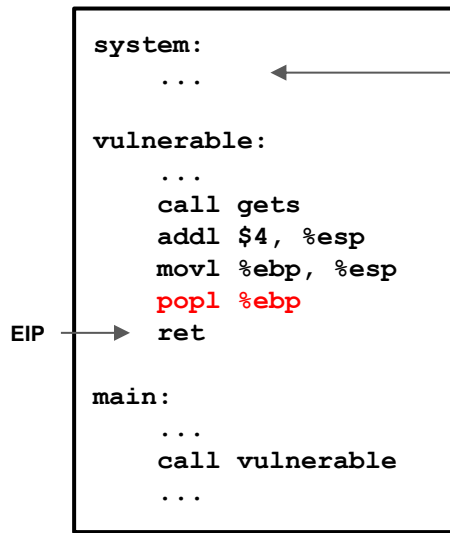 system:
...
vulnerable:
...
call gets
addl $4, %esp
movl %ebp, %esp
popl %ebp
EIP ret
main:
...
call vulnerable
...